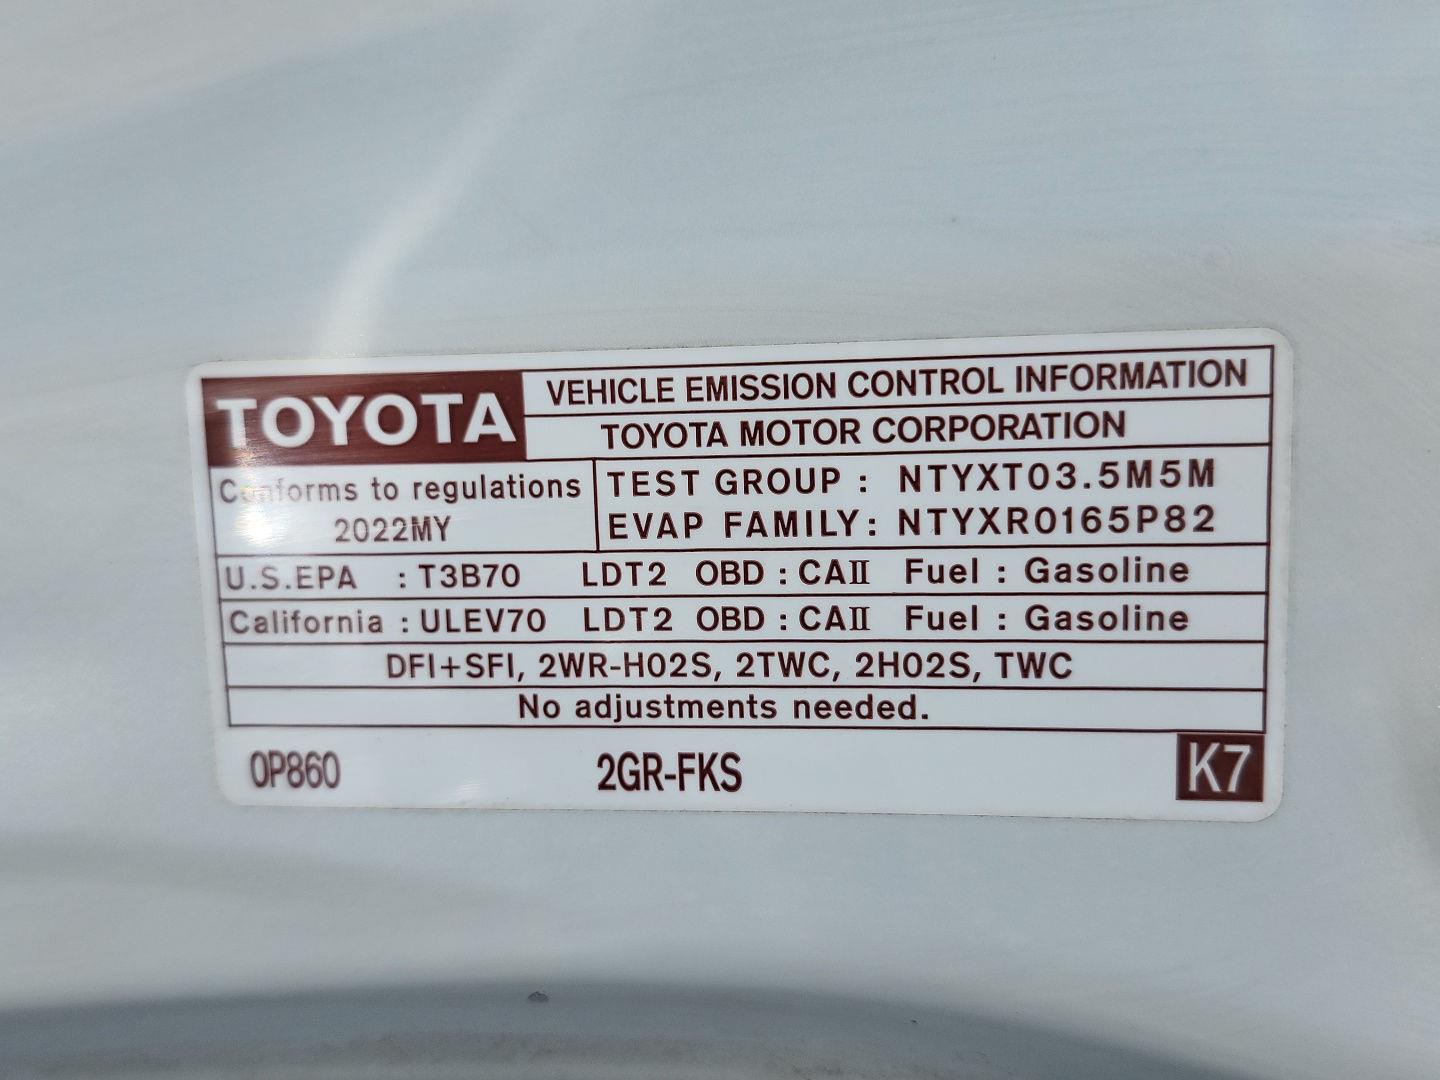 TOYOTA
VEHICLE EMISSION CONTROL INFORMATION
TOYOTA MOTOR CORPORATION
Conforms to regulations
2022MY
TEST GROUP : NTYXT03.5M5M
EVAP FAMILY: NTYXR0165P82
U.S.EPA : T3B70 LDT2 OBD : CAⅡ Fuel : Gasoline
California : ULEV70 LDT2 OBD : CAⅡ Fuel : Gasoline
DFI+SFI, 2WR-HO2S, 2TWC, 2HO2S, TWC
No adjustments needed.
0P860 2GR-FKS K7